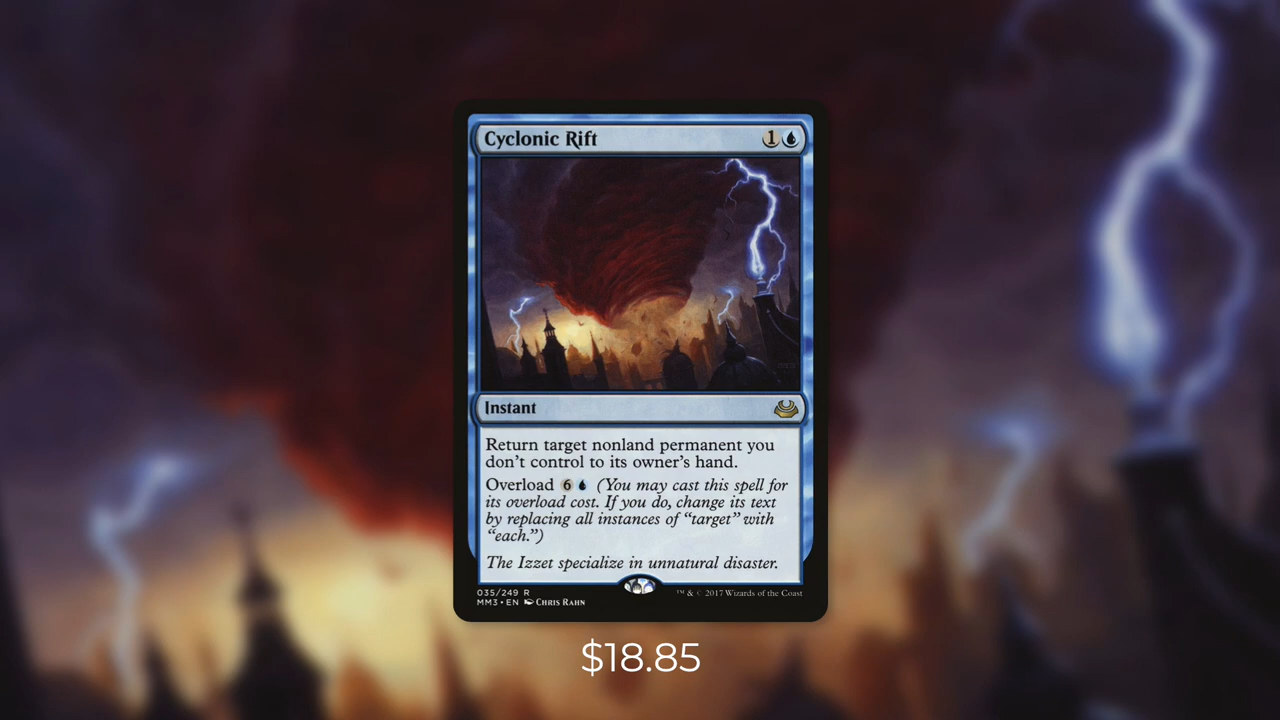 Cyclonic Rift 1
Instant
Return target nonland permanent you
don't control to its owner's hand.
Overload 6 (You may cast this spell for
its overload cost. If you do, change its text
by replacing all instances of “target” with
“each.”)
The Izzet specialize in unnatural disaster.
035/249 R
MM3 • EN Chris Rahn
™ & © 2017 Wizards of the Coast
$18.85